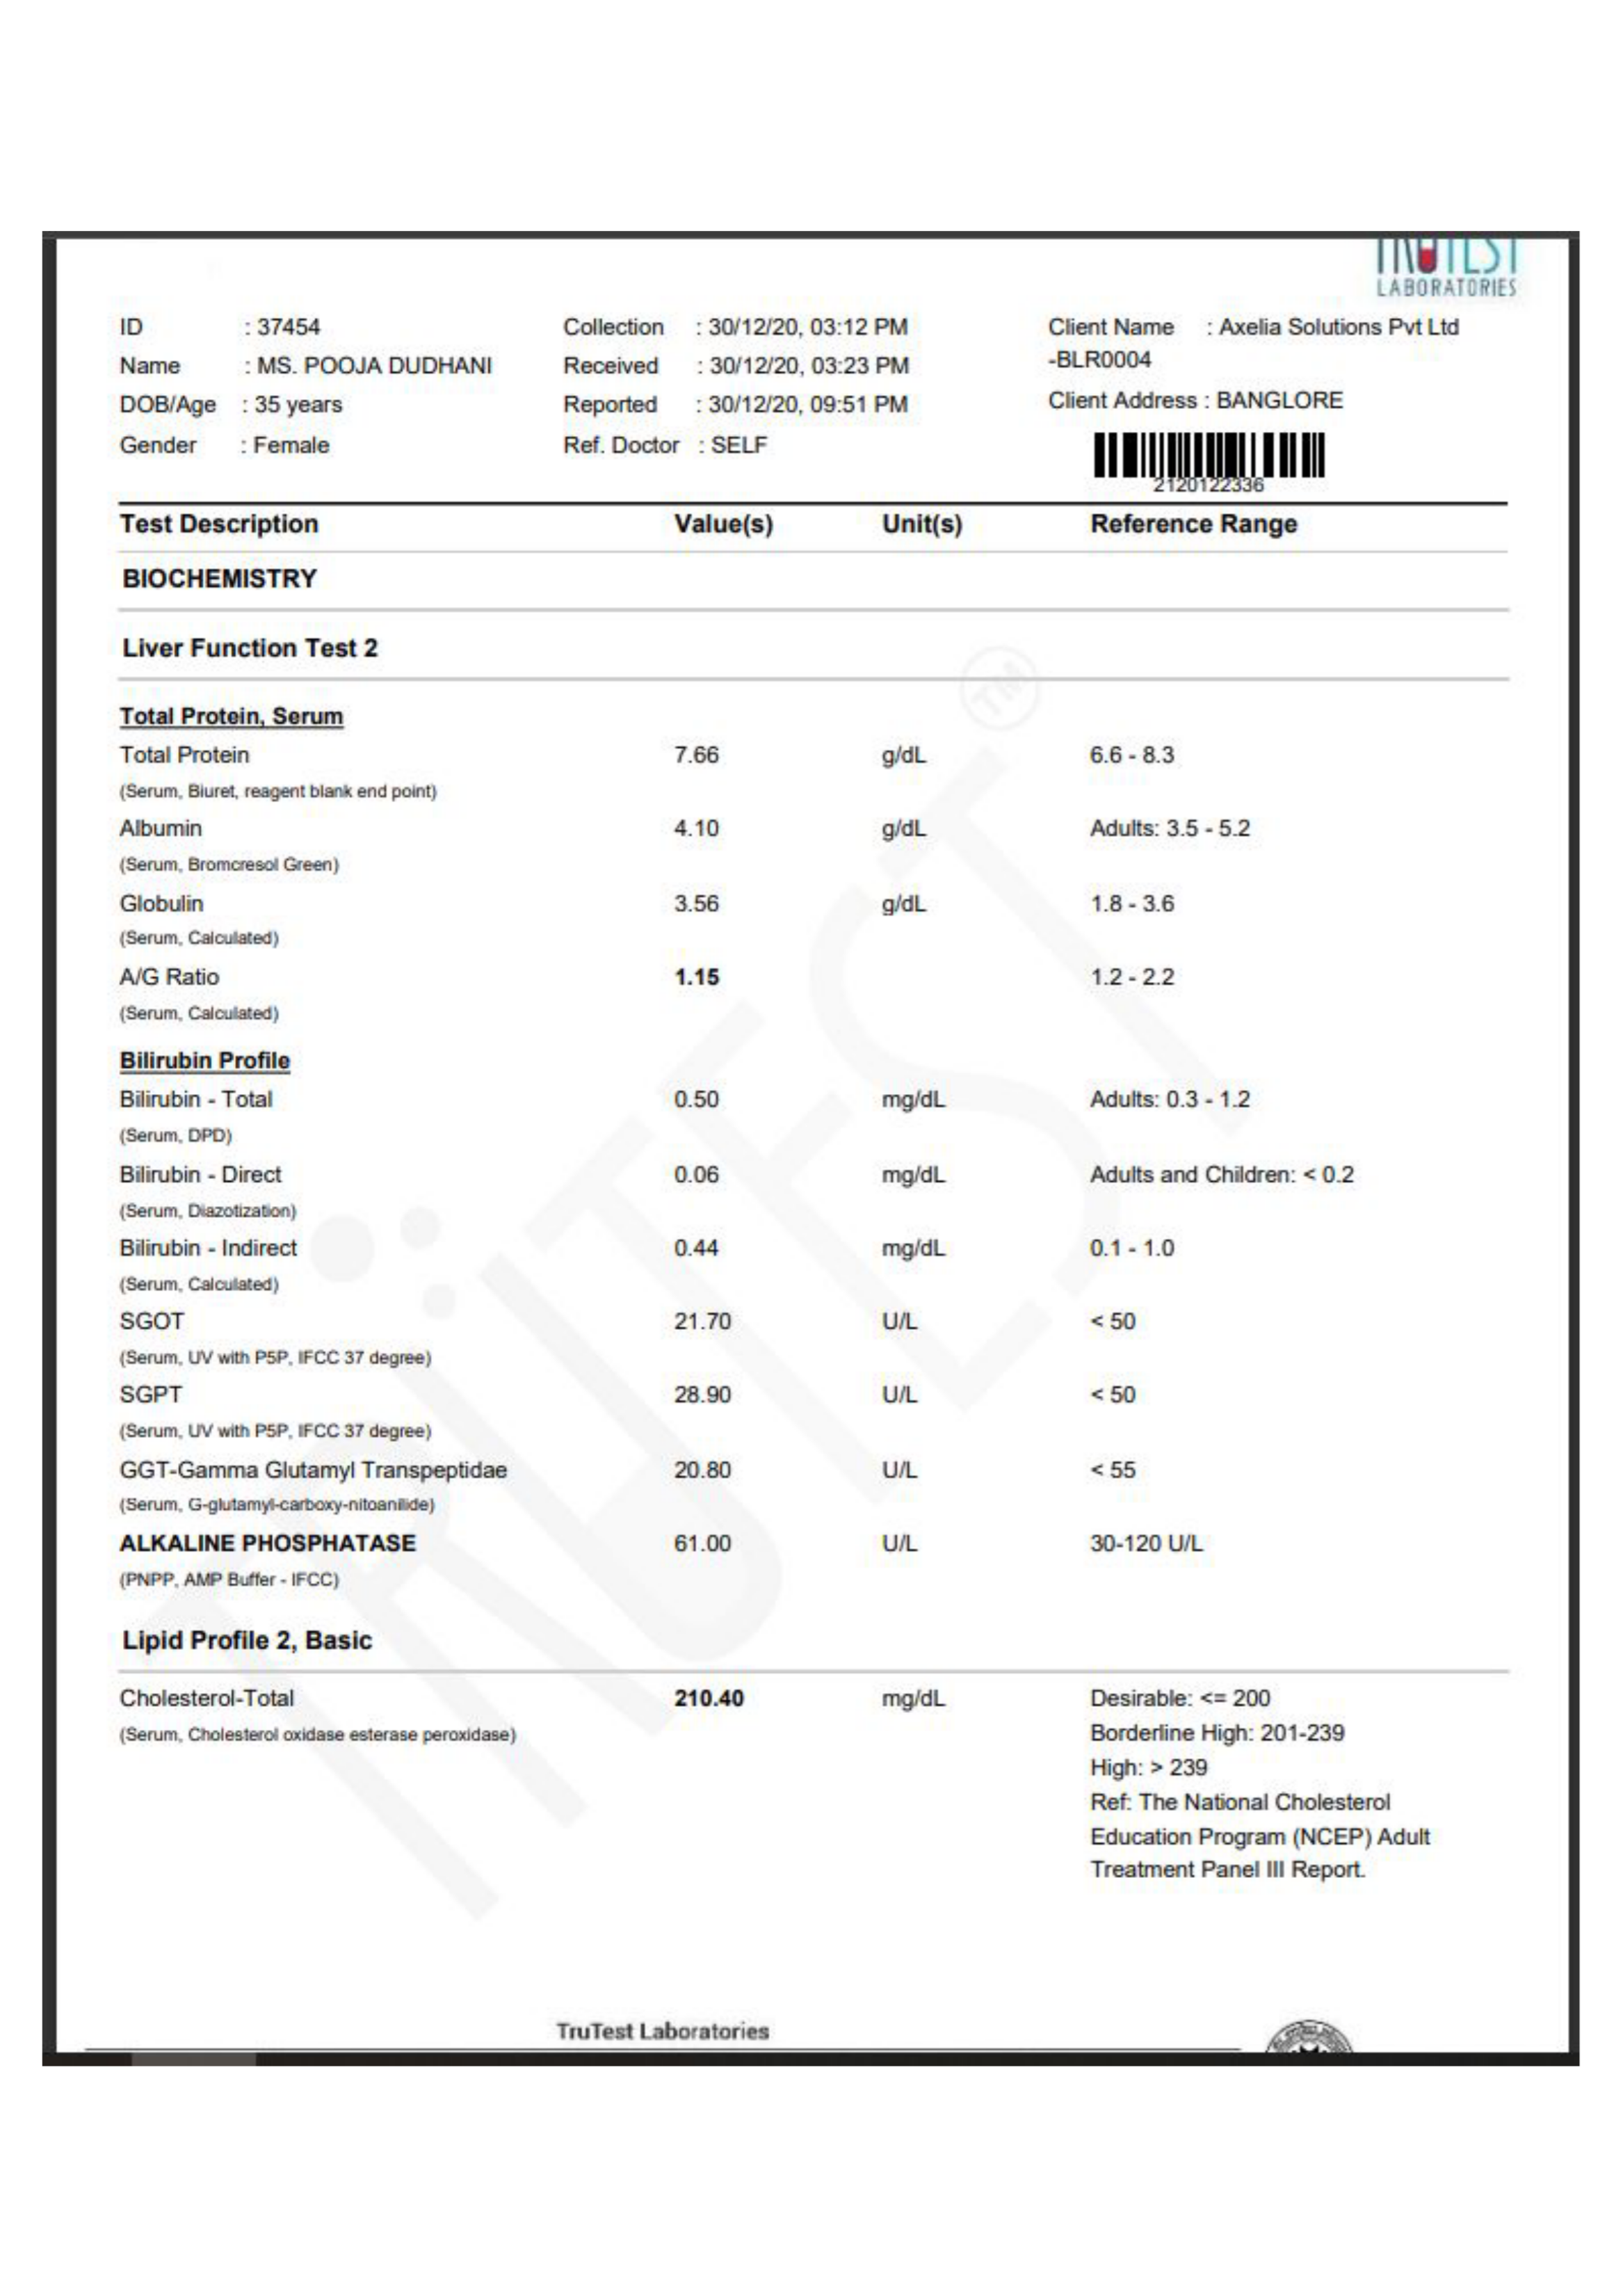 TRUTEST
LABORATORIES
ID : 37454 Collection : 30/12/20, 03:12 PM Client Name : Axelia Solutions Pvt Ltd
Name : MS. POOJA DUDHANI Received : 30/12/20, 03:23 PM -BLR0004
DOB/Age : 35 years Reported : 30/12/20, 09:51 PM Client Address : BANGLORE
Gender : Female Ref. Doctor : SELF
2120122336
Test Description Value(s) Unit(s) Reference Range
BIOCHEMISTRY
Liver Function Test 2
Total Protein, Serum
Total Protein 7.66 g/dL 6.6 - 8.3
(Serum, Biuret, reagent blank end point)
Albumin 4.10 g/dL Adults: 3.5 - 5.2
(Serum, Bromcresol Green)
Globulin 3.56 g/dL 1.8 - 3.6
(Serum, Calculated)
A/G Ratio 1.15 1.2 - 2.2
(Serum, Calculated)
Bilirubin Profile
Bilirubin - Total 0.50 mg/dL Adults: 0.3 - 1.2
(Serum, DPD)
Bilirubin - Direct 0.06 mg/dL Adults and Children: < 0.2
(Serum, Diazotization)
Bilirubin - Indirect 0.44 mg/dL 0.1 - 1.0
(Serum, Calculated)
SGOT 21.70 U/L < 50
(Serum, UV with P5P, IFCC 37 degree)
SGPT 28.90 U/L < 50
(Serum, UV with P5P, IFCC 37 degree)
GGT-Gamma Glutamyl Transpeptidae 20.80 U/L < 55
(Serum, G-glutamyl-carboxy-nitoanilide)
ALKALINE PHOSPHATASE 61.00 U/L 30-120 U/L
(PNPP, AMP Buffer - IFCC)
Lipid Profile 2, Basic
Cholesterol-Total 210.40 mg/dL Desirable: <= 200
(Serum, Cholesterol oxidase esterase peroxidase) Borderline High: 201-239
High: > 239
Ref: The National Cholesterol
Education Program (NCEP) Adult
Treatment Panel III Report.
TRÜTEST TM
TruTest Laboratories